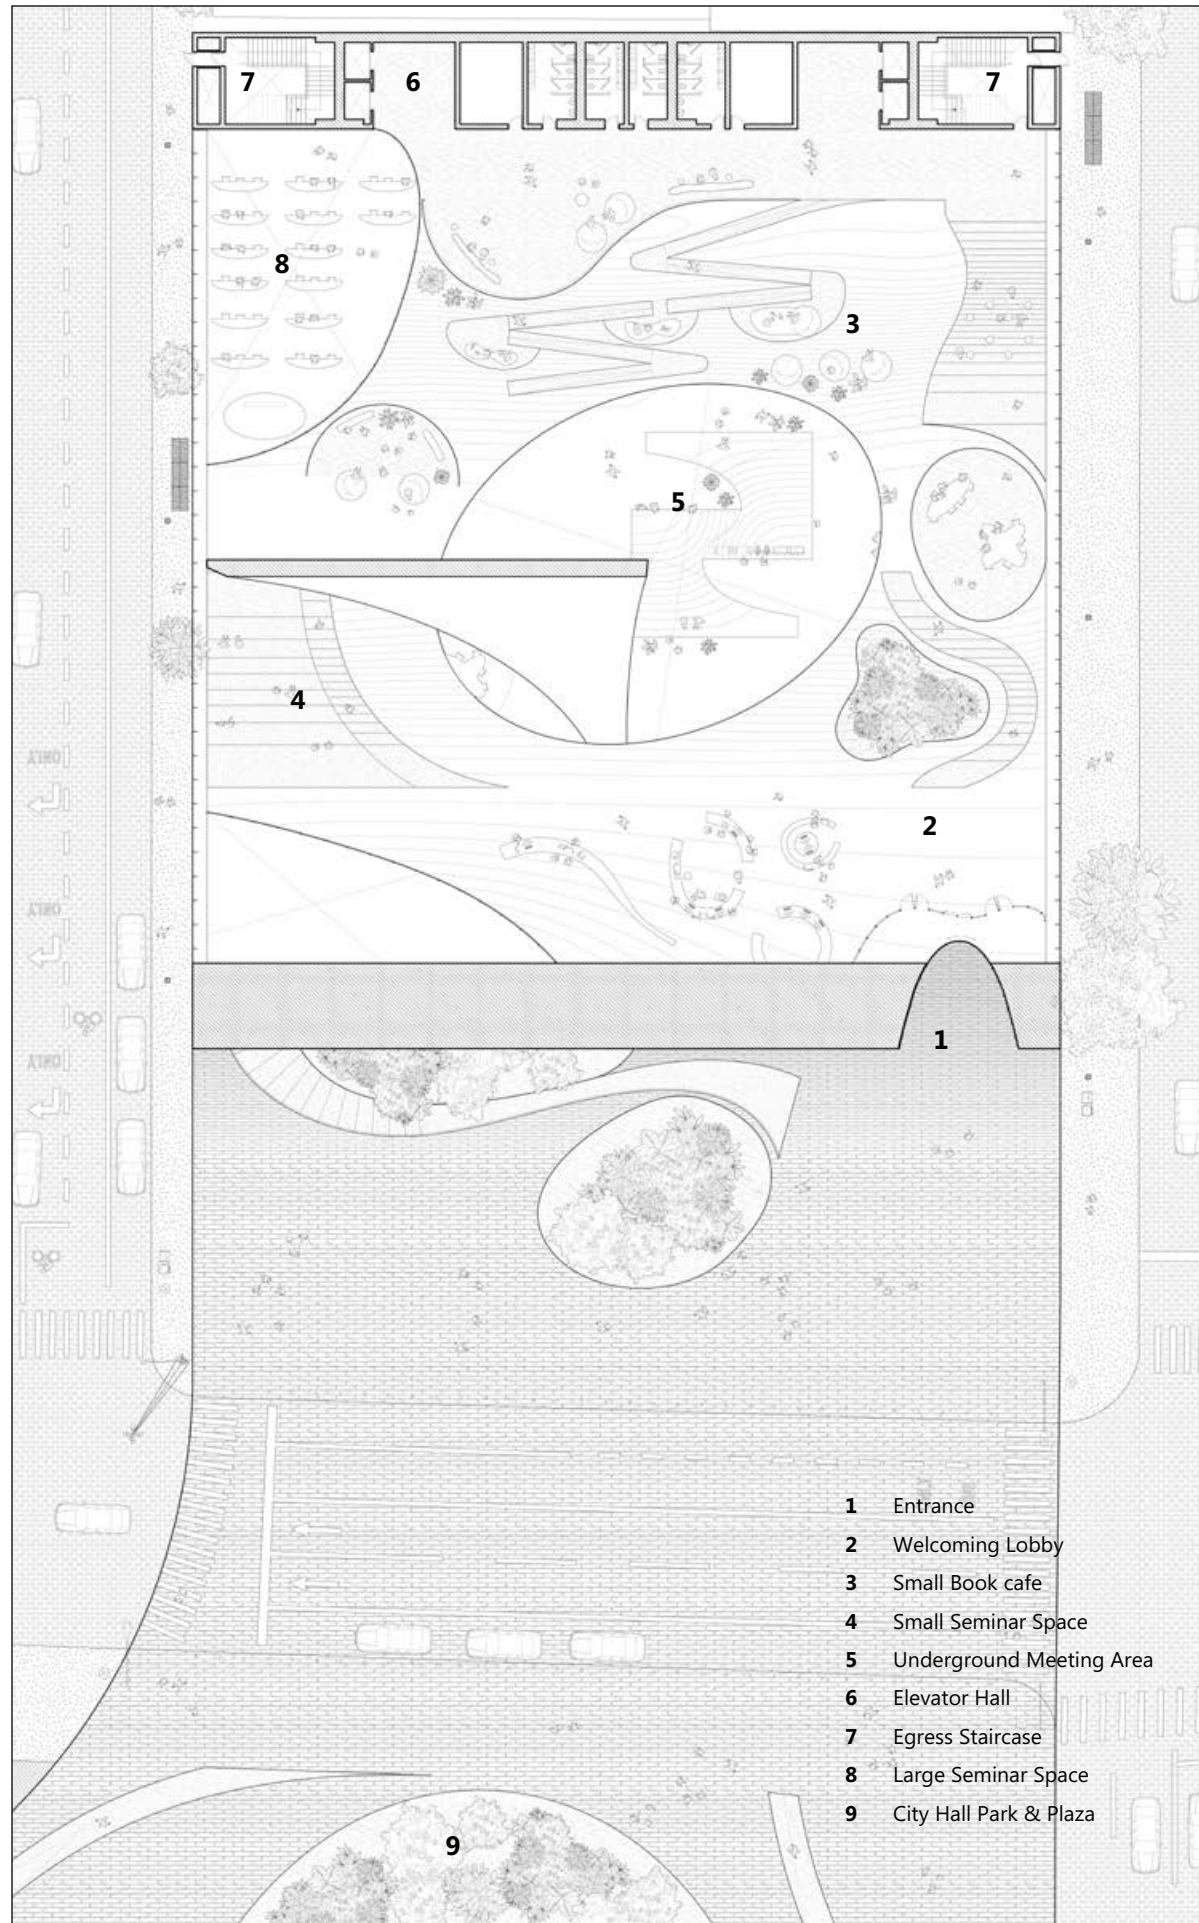 7
6
7
8
3
5
4
2
ONLY
ONLY
1
ONLY
1 Entrance
2 Welcoming Lobby
3 Small Book cafe
4 Small Seminar Space
5 Underground Meeting Area
6 Elevator Hall
7 Egress Staircase
8 Large Seminar Space
9 City Hall Park & Plaza
9